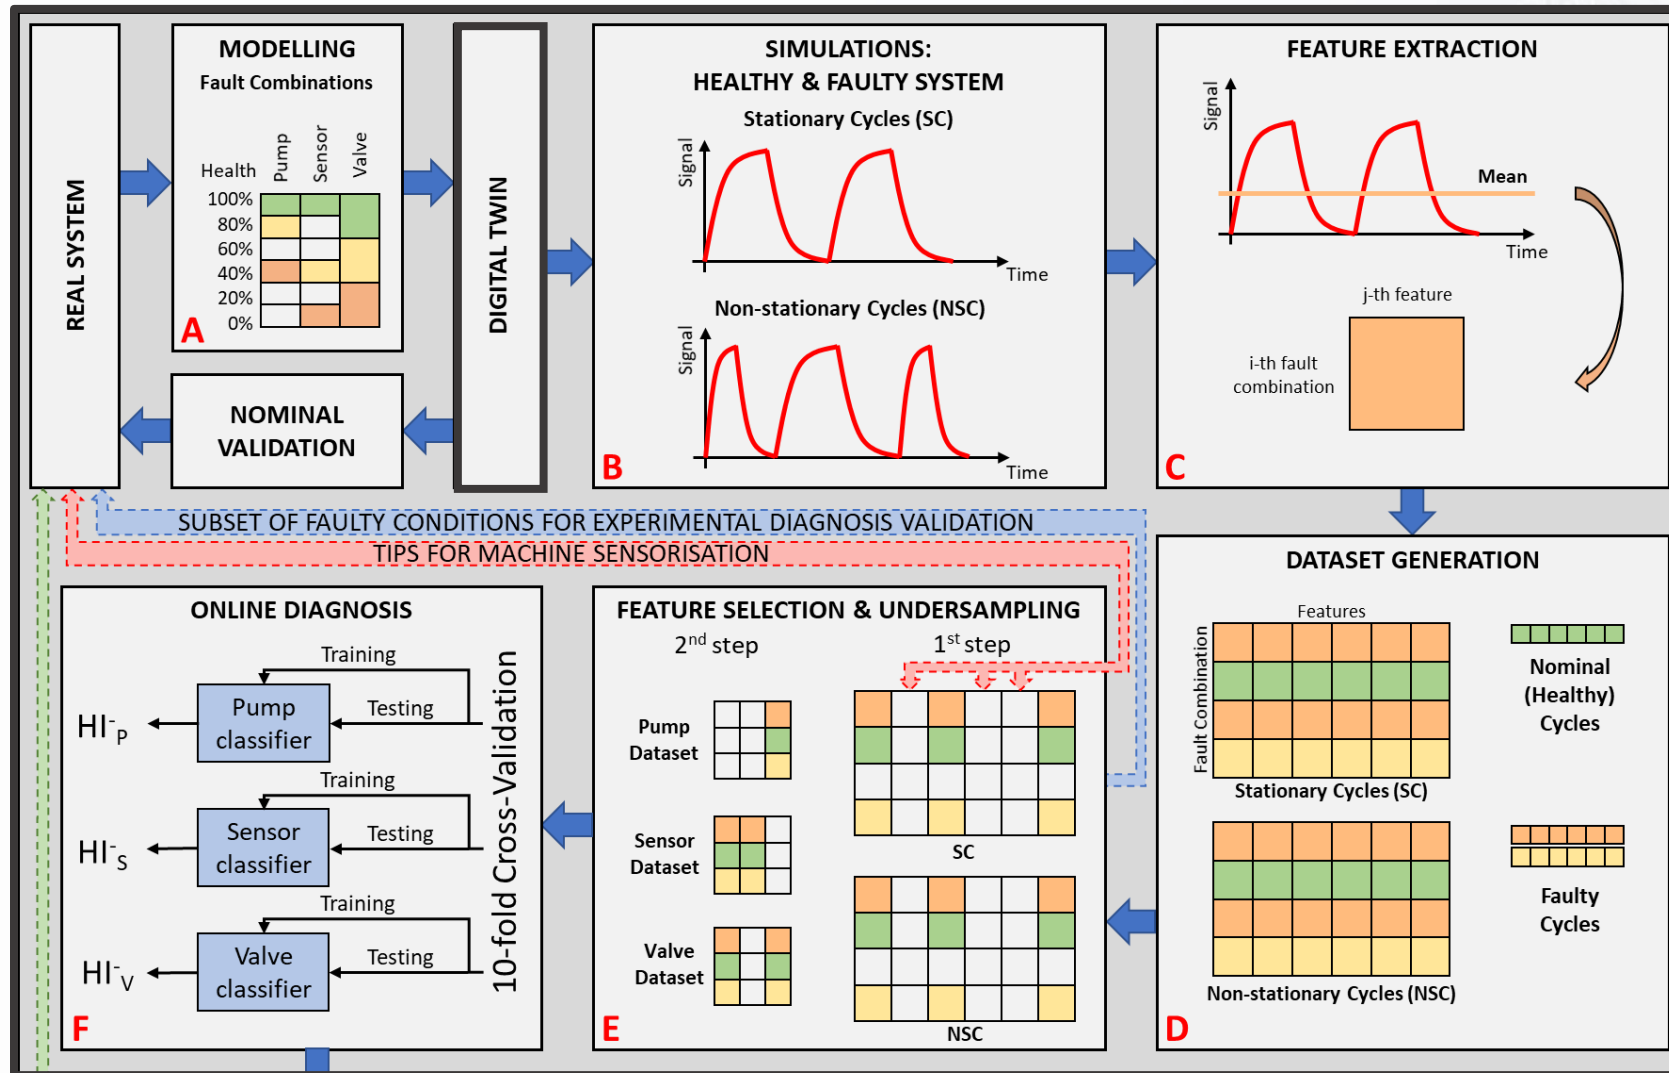 REAL SYSTEM
MODELLING
Fault Combinations
Health
Pump
Sensor
Valve
100%
80%
60%
40%
20%
0%
A
NOMINAL
VALIDATION
DIGITAL TWIN
SIMULATIONS:
HEALTHY & FAULTY SYSTEM
Stationary Cycles (SC)
Signal
Time
Non-stationary Cycles (NSC)
Signal
Time
B
FEATURE EXTRACTION
Signal
Mean
Time
j-th feature
i-th fault
combination
C
SUBSET OF FAULTY CONDITIONS FOR EXPERIMENTAL DIAGNOSIS VALIDATION
TIPS FOR MACHINE SENSORISATION
DATASET GENERATION
Features
Fault Combination
Stationary Cycles (SC)
Non-stationary Cycles (NSC)
Nominal
(Healthy)
Cycles
Faulty
Cycles
D
FEATURE SELECTION & UNDERSAMPLING
2nd step
1st step
Pump
Dataset
Sensor
Dataset
Valve
Dataset
SC
NSC
E
ONLINE DIAGNOSIS
10-fold Cross-Validation
Training
Testing
Pump
classifier
HI-P
Training
Testing
Sensor
classifier
HI-S
Training
Testing
Valve
classifier
HI-V
F